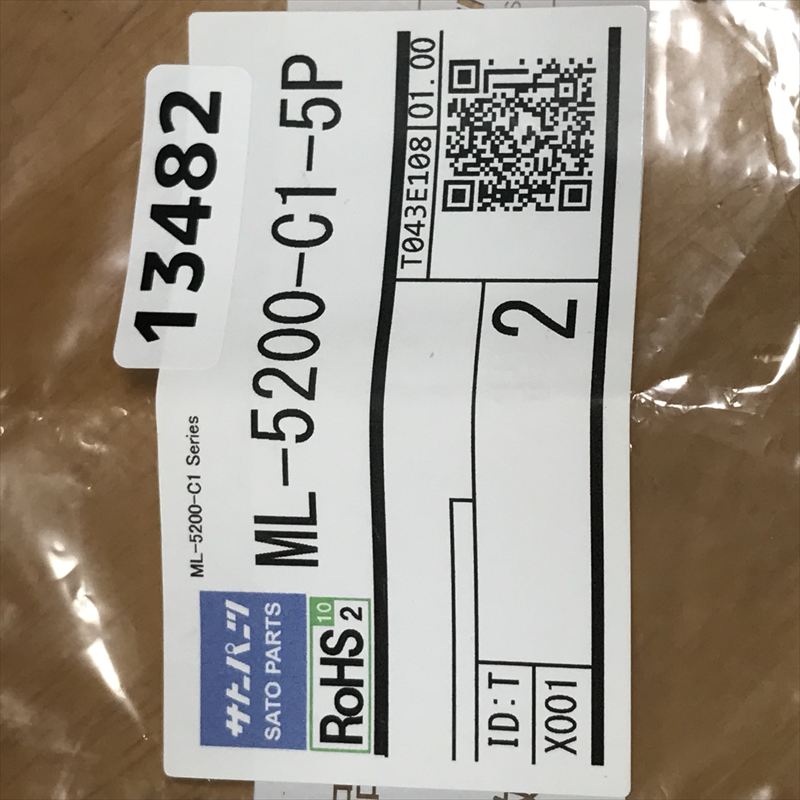 13482
サトーパーツ
SATO PARTS
ML-5200-C1 Series
ML-5200-C1-5P
RoHS 10
2
T043E108 01.00
2
ID:T
X001